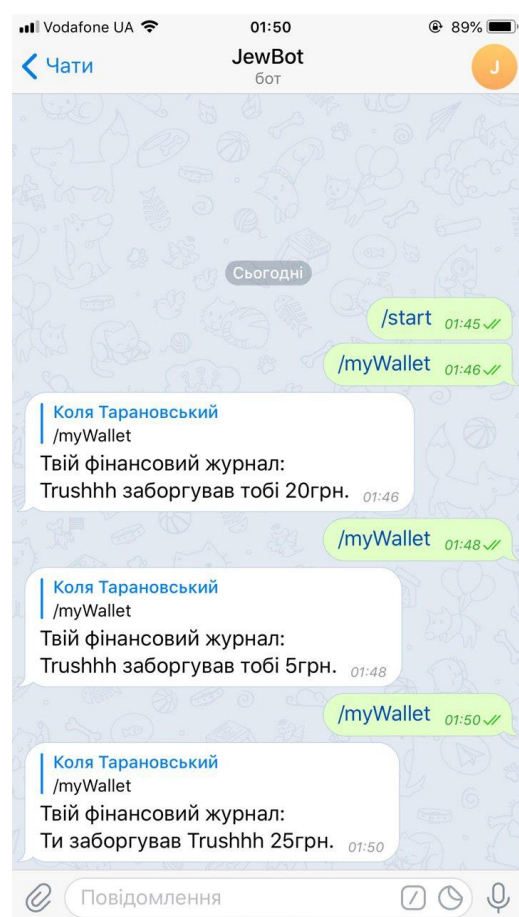 Vodafone UA 01:50 89%
Чати JewBot J
бот
Сьогодні
/start 01:45
/myWallet 01:46
Коля Тарановський
/myWallet
Твій фінансовий журнал:
Trushhh заборгував тобі 20грн. 01:46
/myWallet 01:48
Коля Тарановський
/myWallet
Твій фінансовий журнал:
Trushhh заборгував тобі 5грн. 01:48
/myWallet 01:50
Коля Тарановський
/myWallet
Твій фінансовий журнал:
Ти заборгував Trushhh 25грн. 01:50
Повідомлення